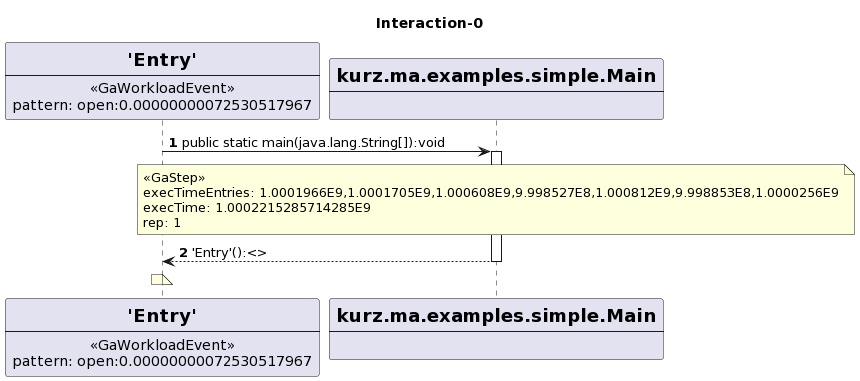 Interaction-0
'Entry'
«GaWorkloadEvent»
pattern: open:0.00000000072530517967
kurz.ma.examples.simple.Main
1 public static main(java.lang.String[]):void
«GaStep»
execTimeEntries: 1.0001966E9,1.0001705E9,1.000608E9,9.998527E8,1.000812E9,9.998853E8,1.0000256E9
execTime: 1.0002215285714285E9
rep: 1
2 'Entry'():<>
'Entry'
«GaWorkloadEvent»
pattern: open:0.00000000072530517967
kurz.ma.examples.simple.Main